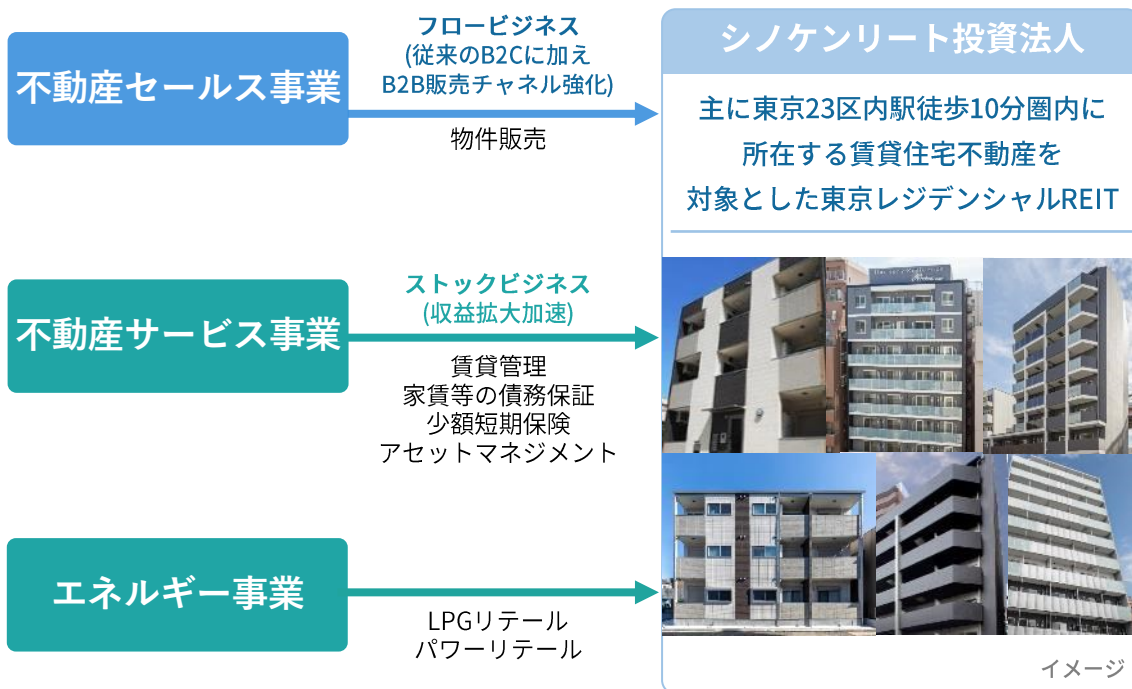 不動産セールス事業
フロービジネス
(従来のB2Cに加え
B2B販売チャネル強化)
物件販売
シノケンリート投資法人
主に東京23区内駅徒歩10分圏内に
所在する賃貸住宅不動産を
対象とした東京レジデンシャルREIT
不動産サービス事業
ストックビジネス
(収益拡大加速)
賃貸管理
家賃等の債務保証
少額短期保険
アセットマネジメント
エネルギー事業
LPGリテール
パワーリテール
イメージ